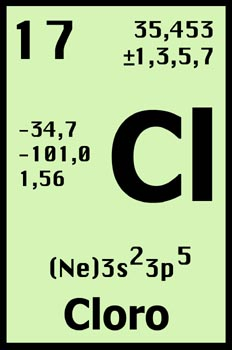 17 35,453
±1,3,5,7
-34,7
-101,0
1,56
Cl
(Ne)3s²3p⁵
Cloro